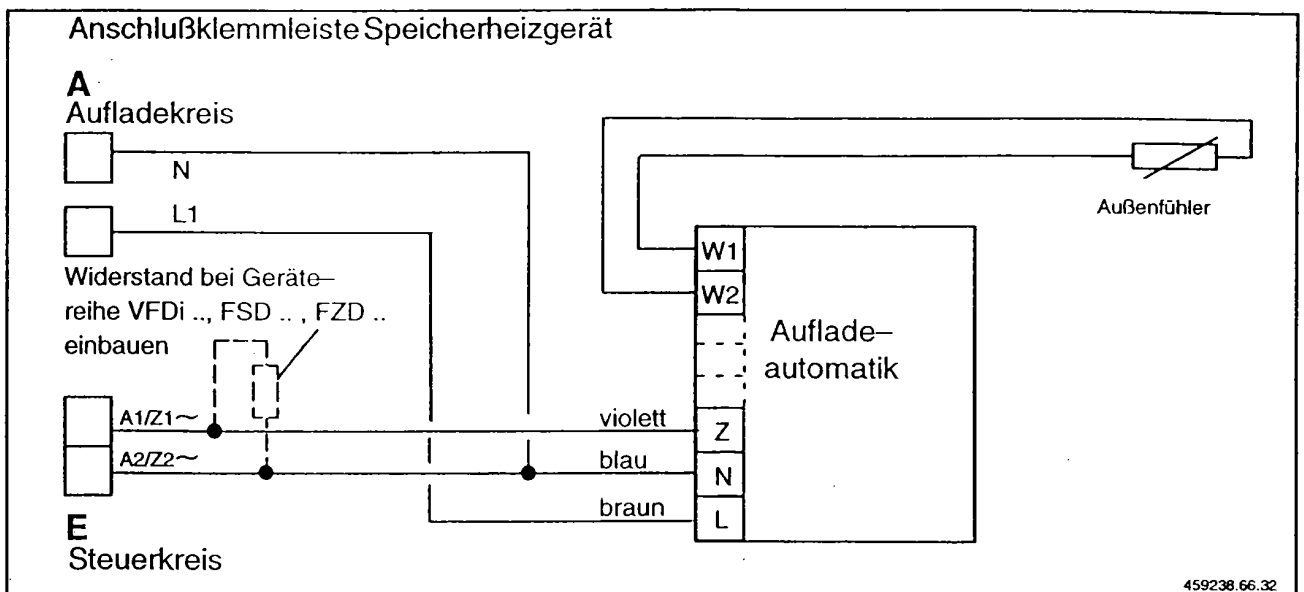 Anschlußklemmleiste Speicherheizgerät
A
Aufladekreis
N
L1
Widerstand bei Geräte–
reihe VFDi .., FSD .. , FZD ..
einbauen
A1/Z1~
A2/Z2~
E
Steuerkreis
violett
blau
braun
W1
W2
Z
N
L
Auflade–
automatik
Außenfühler
459238.66.32